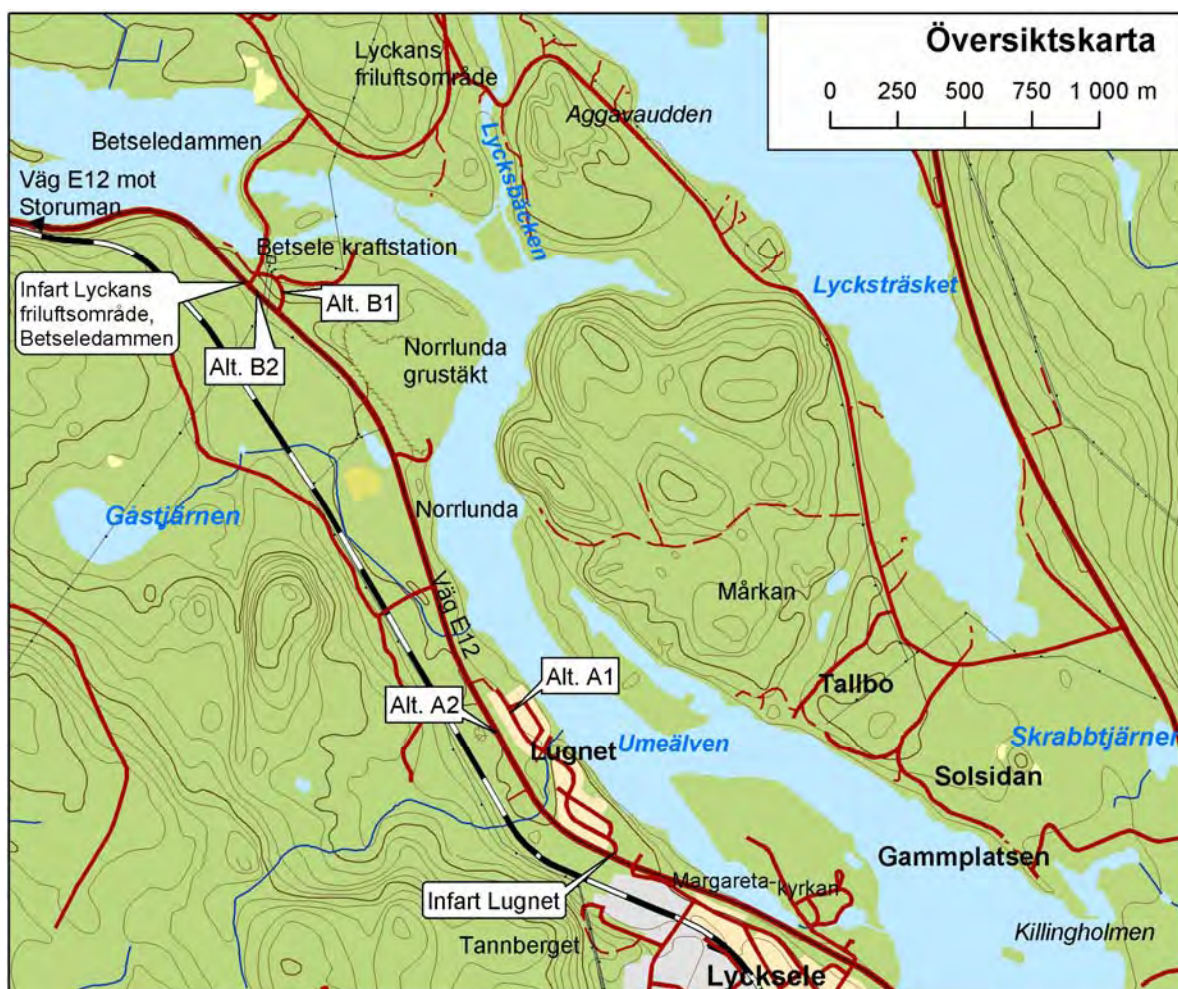 Översiktskarta
0 250 500 750 1 000 m
Lyckans
friluftsområde
Aggavaudden
Betseledammen
Lycksbäcken
Väg E12 mot
Storuman
Betsele kraftstation
Infart Lyckans
friluftsområde,
Betseledammen
Alt. B1
Lycksträsket
Alt. B2
Norrlunda
grustäkt
Gåstjärnen
Norrlunda
Väg E12
Mårkan
Alt. A1
Tallbo
Alt. A2
Lugnet
Umeälven
Skrabbtjärnen
Solsidan
Gammplatsen
Infart Lugnet
Margareta-kyrkan
Tannberget
Killingholmen
Lycksele